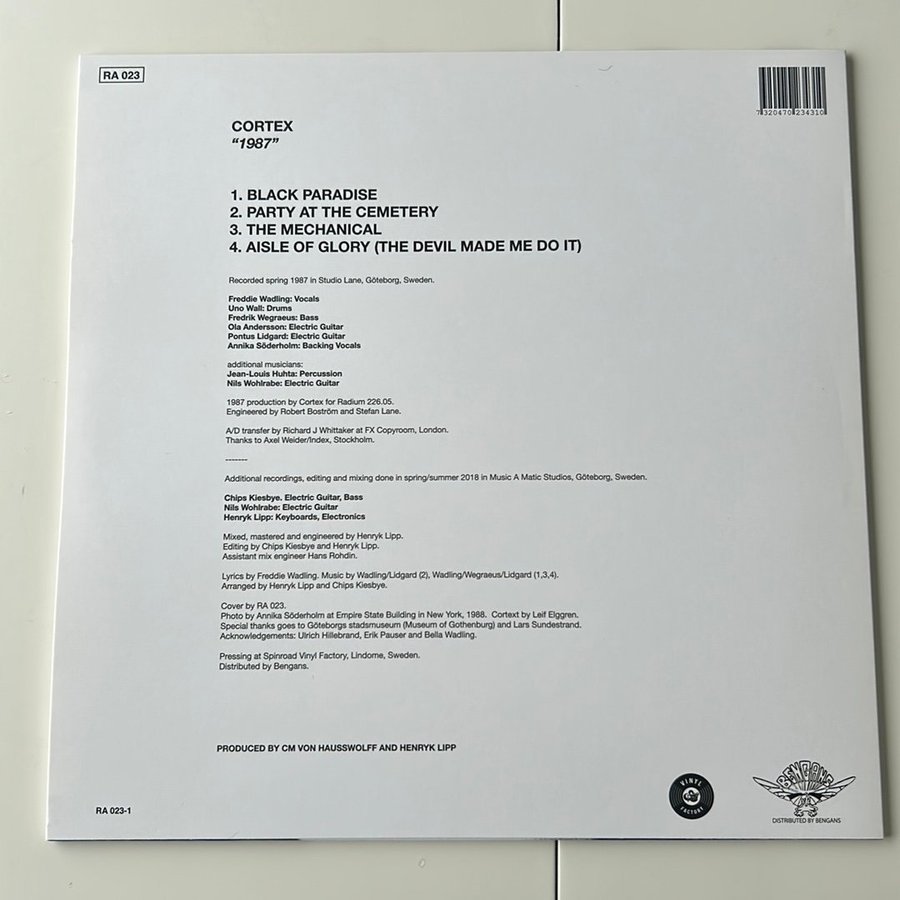 RA 023
7 320470 234310
CORTEX
“1987”
1. BLACK PARADISE
2. PARTY AT THE CEMETERY
3. THE MECHANICAL
4. AISLE OF GLORY (THE DEVIL MADE ME DO IT)
Recorded spring 1987 in Studio Lane, Göteborg, Sweden.
Freddie Wadling: Vocals
Uno Wall: Drums
Fredrik Wegraeus: Bass
Ola Andersson: Electric Guitar
Pontus Lidgard: Electric Guitar
Annika Söderholm: Backing Vocals
additional musicians:
Jean-Louis Huhta: Percussion
Nils Wohlrabe: Electric Guitar
1987 production by Cortex for Radium 226.05.
Engineered by Robert Boström and Stefan Lane.
A/D transfer by Richard J Whittaker at FX Copyroom, London.
Thanks to Axel Weider/Index, Stockholm.
-------
Additional recordings, editing and mixing done in spring/summer 2018 in Music A Matic Studios, Göteborg, Sweden.
Chips Kiesbye. Electric Guitar, Bass
Nils Wohlrabe: Electric Guitar
Henryk Lipp: Keyboards, Electronics
Mixed, mastered and engineered by Henryk Lipp.
Editing by Chips Kiesbye and Henryk Lipp.
Assistant mix engineer Hans Rohdin.
Lyrics by Freddie Wadling. Music by Wadling/Lidgard (2), Wadling/Wegraeus/Lidgard (1,3,4).
Arranged by Henryk Lipp and Chips Kiesbye.
Cover by RA 023.
Photo by Annika Söderholm at Empire State Building in New York, 1988. Cortext by Leif Elggren.
Special thanks goes to Göteborgs stadsmuseum (Museum of Gothenburg) and Lars Sundestrand.
Acknowledgements: Ulrich Hillebrand, Erik Pauser and Bella Wadling.
Pressing at Spinroad Vinyl Factory, Lindome, Sweden.
Distributed by Bengans.
PRODUCED BY CM VON HAUSSWOLFF AND HENRYK LIPP
RA 023-1
VINYL
FACTORY
BENGANS
DISTRIBUTED BY BENGANS